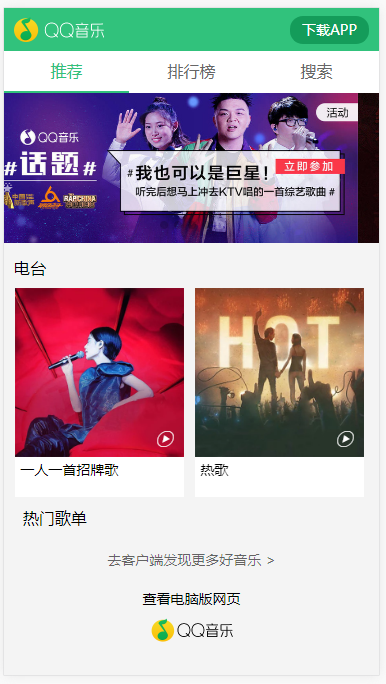 QQ音乐
下载APP
推荐
排行榜
搜索
活动
QQ音乐
#话题#
#我也可以是巨星!
立即参加
听完后想马上冲去KTV唱的一首综艺歌曲 #
电台
HOT
一人一首招牌歌
热歌
热门歌单
去客户端发现更多好音乐 >
查看电脑版网页
QQ音乐